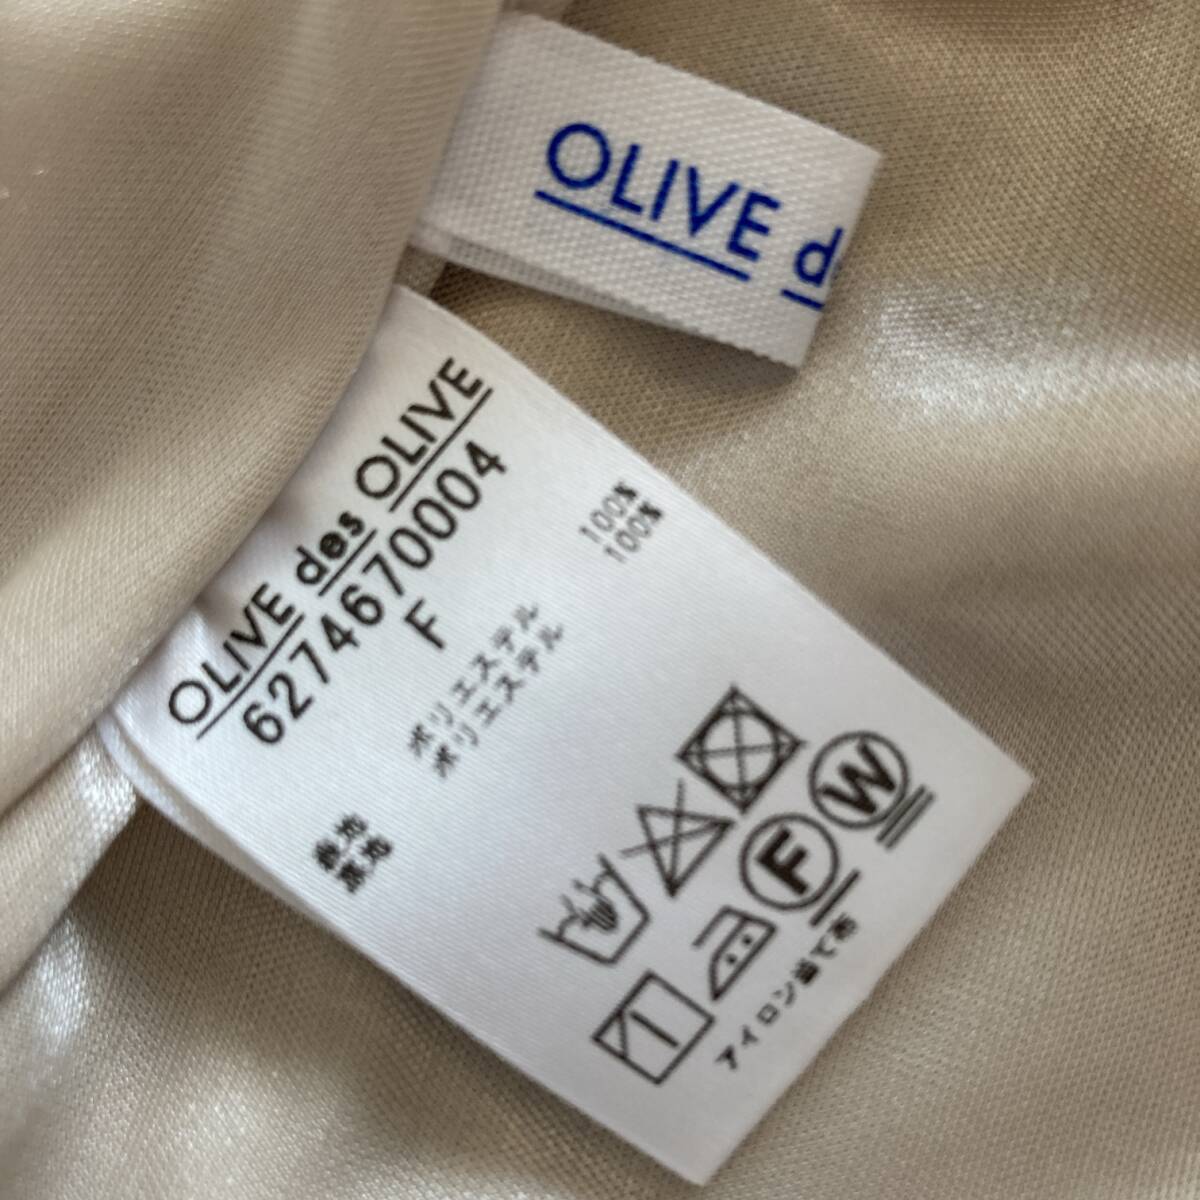 OLIVE d
OLIVE des OLIVE
6274670004
F
表地 ポリエステル 100%
裏地 ポリエステル 100%
F W
アイロン当て布